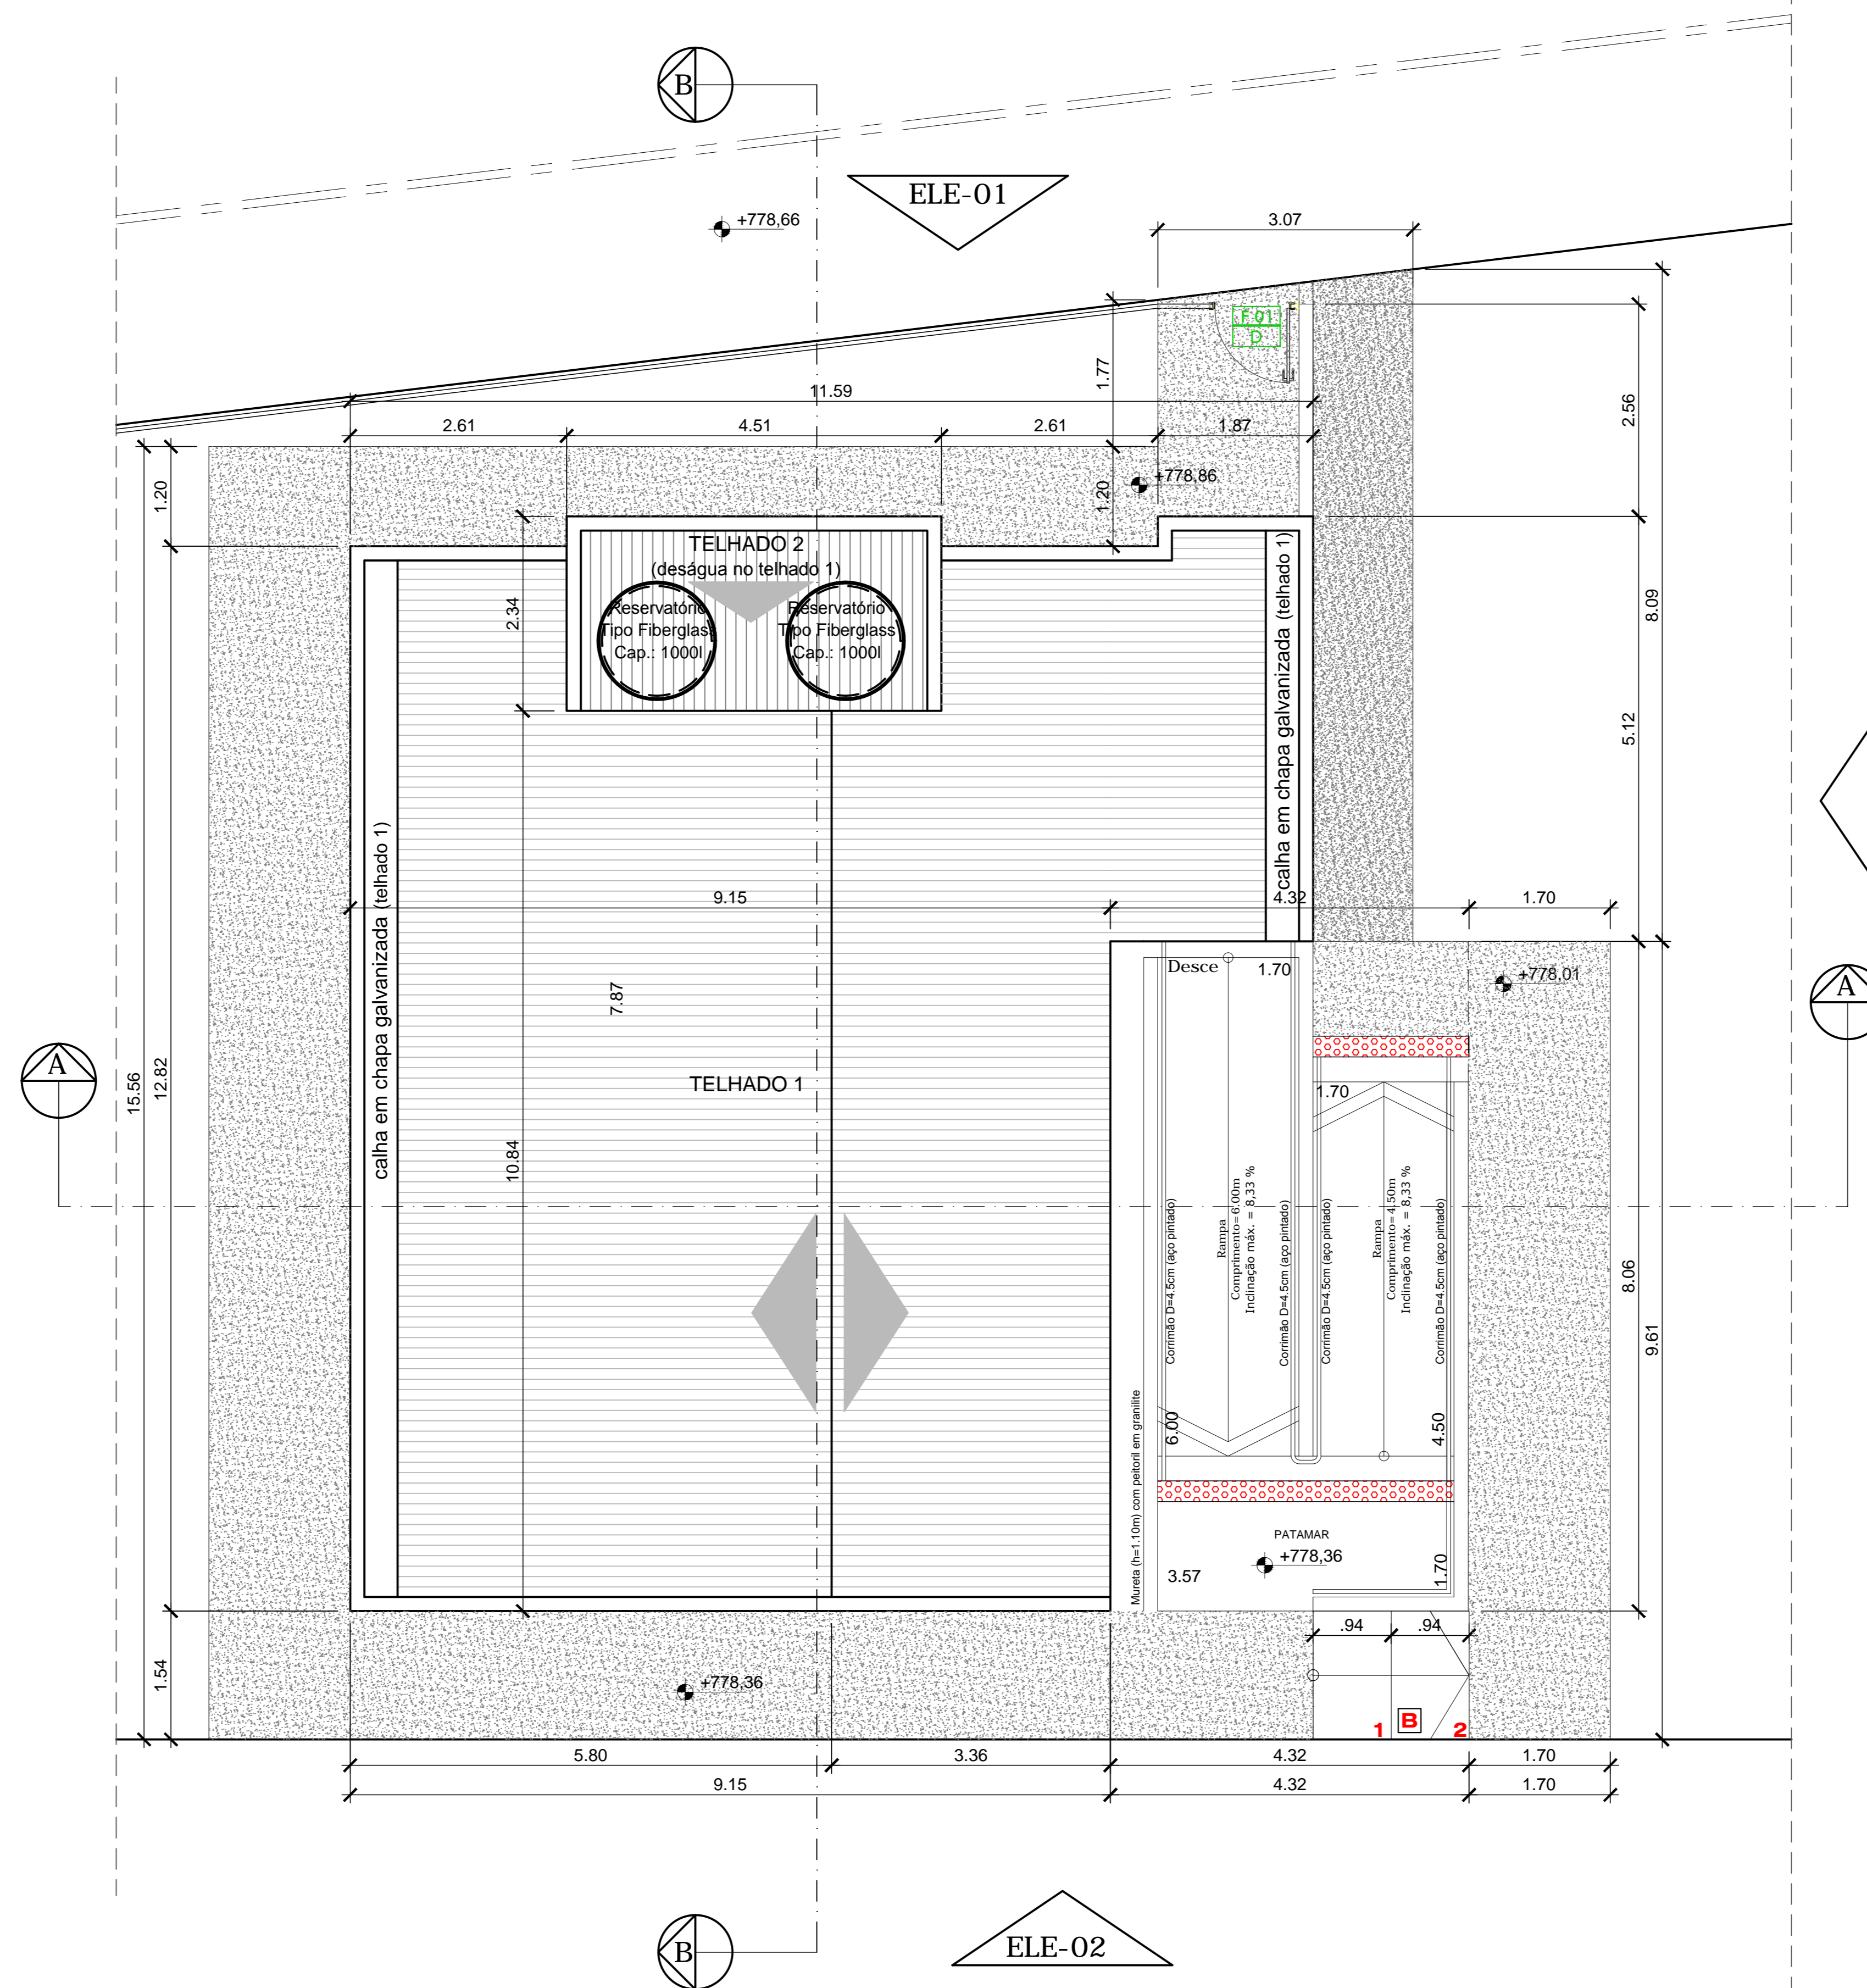 B
ELE-01
+778,66
3.07
F.01
D
1.77
2.56
11.59
2.61
4.51
2.61
1.87
1.20
1.20
+778,86
TELHADO 2
(deságua no telhado 1)
Reservatório
Tipo Fiberglass
Cap.: 1000l
Reservatório
Tipo Fiberglass
Cap.: 1000l
2.34
8.09
calha em chapa galvanizada (telhado 1)
5.12
9.15
4.32
1.70
calha em chapa galvanizada (telhado 1)
Desce
1.70
+778,01
7.87
A
A
15.56
12.82
TELHADO 1
1.70
10.84
Corrimão D=4.5cm (aço pintado)
Rampa
Comprimento=6,00m
Inclinação máx. = 8,33 %
Corrimão D=4.5cm (aço pintado)
Corrimão D=4.5cm (aço pintado)
Rampa
Comprimento=4,50m
Inclinação máx. = 8,33 %
Corrimão D=4.5cm (aço pintado)
8.06
9.61
6.00
4.50
Mureta (h=1.10m) com peitoril em granilite
PATAMAR
+778,36
3.57
1.70
.94
.94
1.54
+778,36
1
B
2
5.80
3.36
4.32
1.70
9.15
4.32
1.70
ELE-02
B